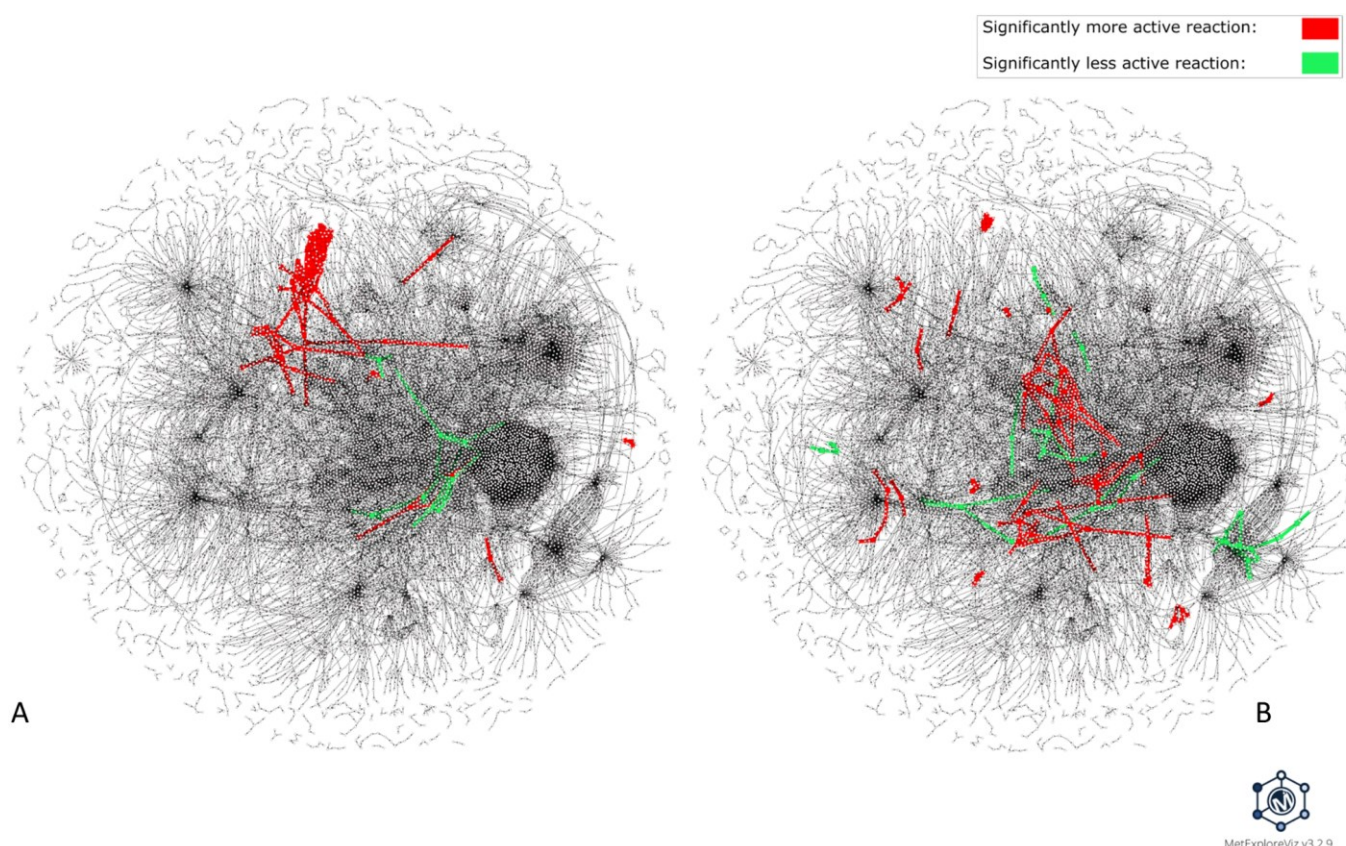 Significantly more active reaction:
Significantly less active reaction:
A
B
MetExploreViz v3.2.9